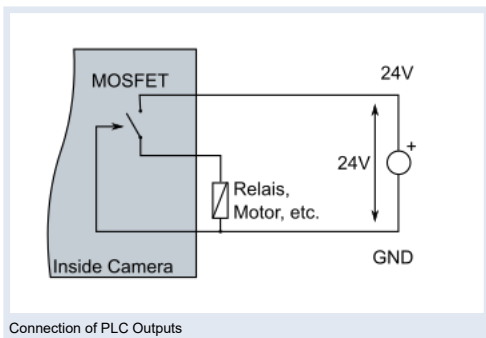 MOSFET
24V
24V
+
Relais,
Motor, etc.
GND
Inside Camera
Connection of PLC Outputs